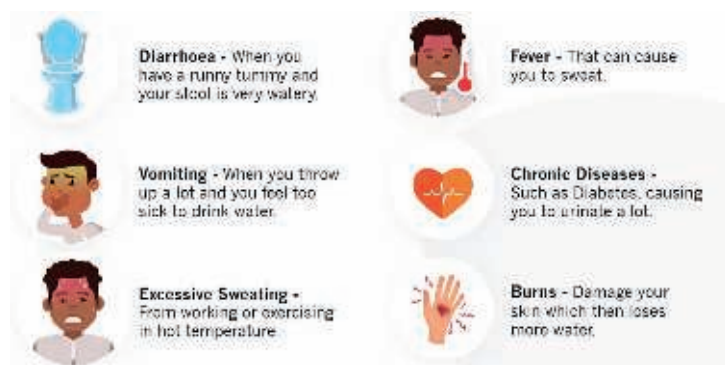 Diarrhoea - When you
have a runny tummy and
your stool is very watery.
Vomiting - When you throw
up a lot and you feel too
sick to drink water.
Excessive Sweating -
From working or exercising
in hot temperature
Fever - That can cause
you to sweat.
Chronic Diseases -
Such as Diabetes, causing
you to urinate a lot.
Burns - Damage your
skin which then loses
more water.